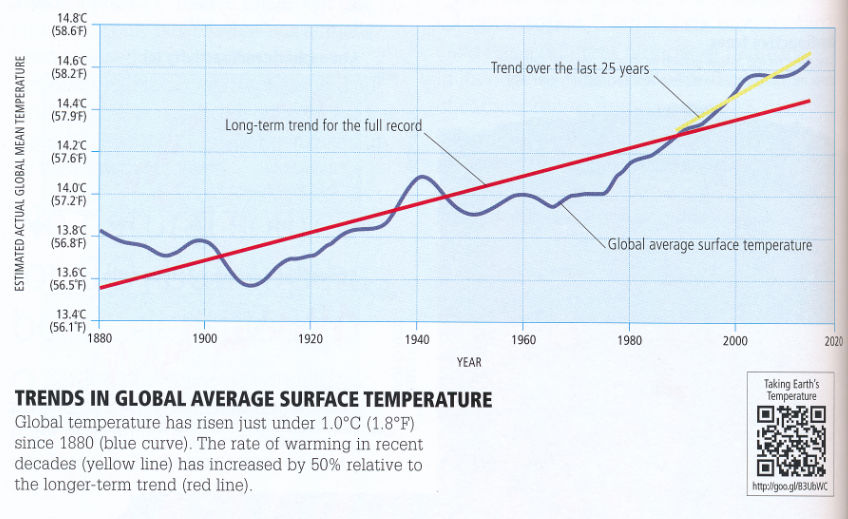 14.8°C
(58.6°F)
14.6°C
(58.2°F)
14.4°C
(57.9°F)
14.2°C
(57.6°F)
14.0°C
(57.2°F)
13.8°C
(56.8°F)
13.6°C
(56.5°F)
13.4°C
(56.1°F)
ESTIMATED ACTUAL GLOBAL MEAN TEMPERATURE
Trend over the last 25 years
Long-term trend for the full record
Global average surface temperature
1880 1900 1920 1940 1960 1980 2000 2020
YEAR
TRENDS IN GLOBAL AVERAGE SURFACE TEMPERATURE
Global temperature has risen just under 1.0°C (1.8°F)
since 1880 (blue curve). The rate of warming in recent
decades (yellow line) has increased by 50% relative to
the longer-term trend (red line).
Taking Earth's
Temperature
http://goo.gl/B3UbWC